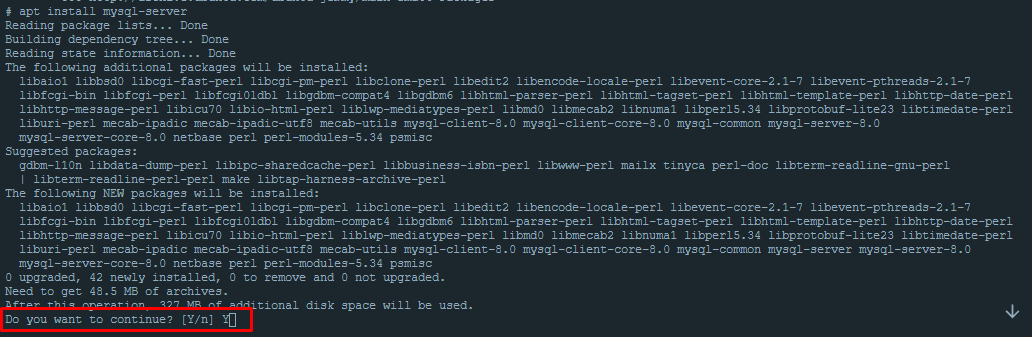 # apt install mysql-server
Reading package lists... Done
Building dependency tree... Done
Reading state information... Done
The following additional packages will be installed:
libaio1 libbsd0 libcgi-fast-perl libcgi-pm-perl libclone-perl libedit2 libencode-locale-perl libevent-core-2.1-7 libevent-pthreads-2.1-7
libfcgi-bin libfcgi-perl libfcgi0ldbl libgdbm-compat4 libgdbm6 libhtml-parser-perl libhtml-tagset-perl libhtml-template-perl libhttp-date-perl
libhttp-message-perl libicu70 libio-html-perl liblwp-mediatypes-perl libmd0 libmecab2 libnuma1 libperl5.34 libprotobuf-lite23 libtimedate-perl
liburi-perl mecab-ipadic mecab-ipadic-utf8 mecab-utils mysql-client-8.0 mysql-client-core-8.0 mysql-common mysql-server-8.0
mysql-server-core-8.0 netbase perl perl-modules-5.34 psmisc
Suggested packages:
gdbm-l10n libdata-dump-perl libipc-sharedcache-perl libbusiness-isbn-perl libwww-perl mailx tinyca perl-doc libterm-readline-gnu-perl
| libterm-readline-perl-perl make libtap-harness-archive-perl
The following NEW packages will be installed:
libaio1 libbsd0 libcgi-fast-perl libcgi-pm-perl libclone-perl libedit2 libencode-locale-perl libevent-core-2.1-7 libevent-pthreads-2.1-7
libfcgi-bin libfcgi-perl libfcgi0ldbl libgdbm-compat4 libgdbm6 libhtml-parser-perl libhtml-tagset-perl libhtml-template-perl libhttp-date-perl
libhttp-message-perl libicu70 libio-html-perl liblwp-mediatypes-perl libmd0 libmecab2 libnuma1 libperl5.34 libprotobuf-lite23 libtimedate-perl
liburi-perl mecab-ipadic mecab-ipadic-utf8 mecab-utils mysql-client-8.0 mysql-client-core-8.0 mysql-common mysql-server mysql-server-8.0
mysql-server-core-8.0 netbase perl perl-modules-5.34 psmisc
0 upgraded, 42 newly installed, 0 to remove and 0 not upgraded.
Need to get 48.5 MB of archives.
After this operation, 327 MB of additional disk space will be used.
Do you want to continue? [Y/n] Y